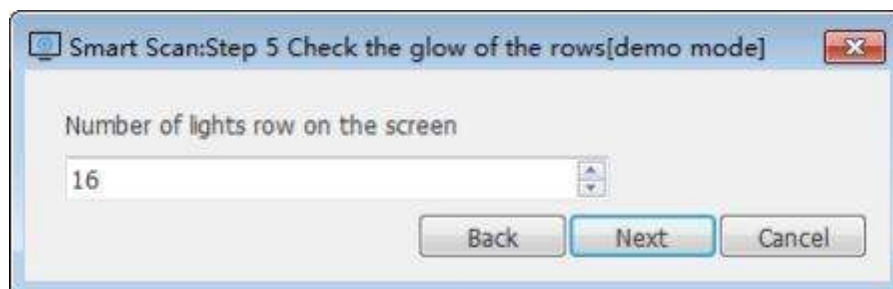 Smart Scan:Step 5 Check the glow of the rows[demo mode]
Number of lights row on the screen
16
Back Next Cancel